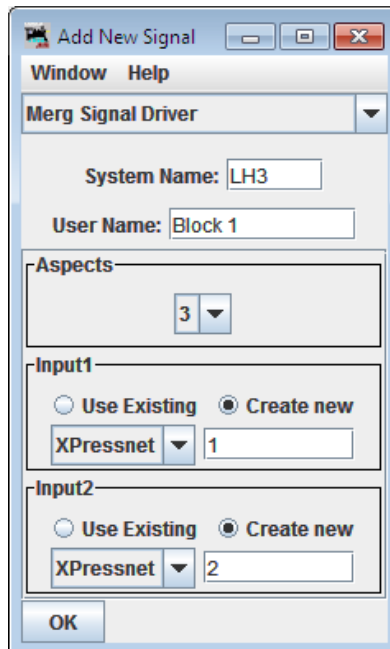 Add New Signal
Window Help
Merg Signal Driver
System Name: LH3
User Name: Block 1
Aspects
3
Input1
Use Existing Create new
XPressnet 1
Input2
Use Existing Create new
XPressnet 2
OK